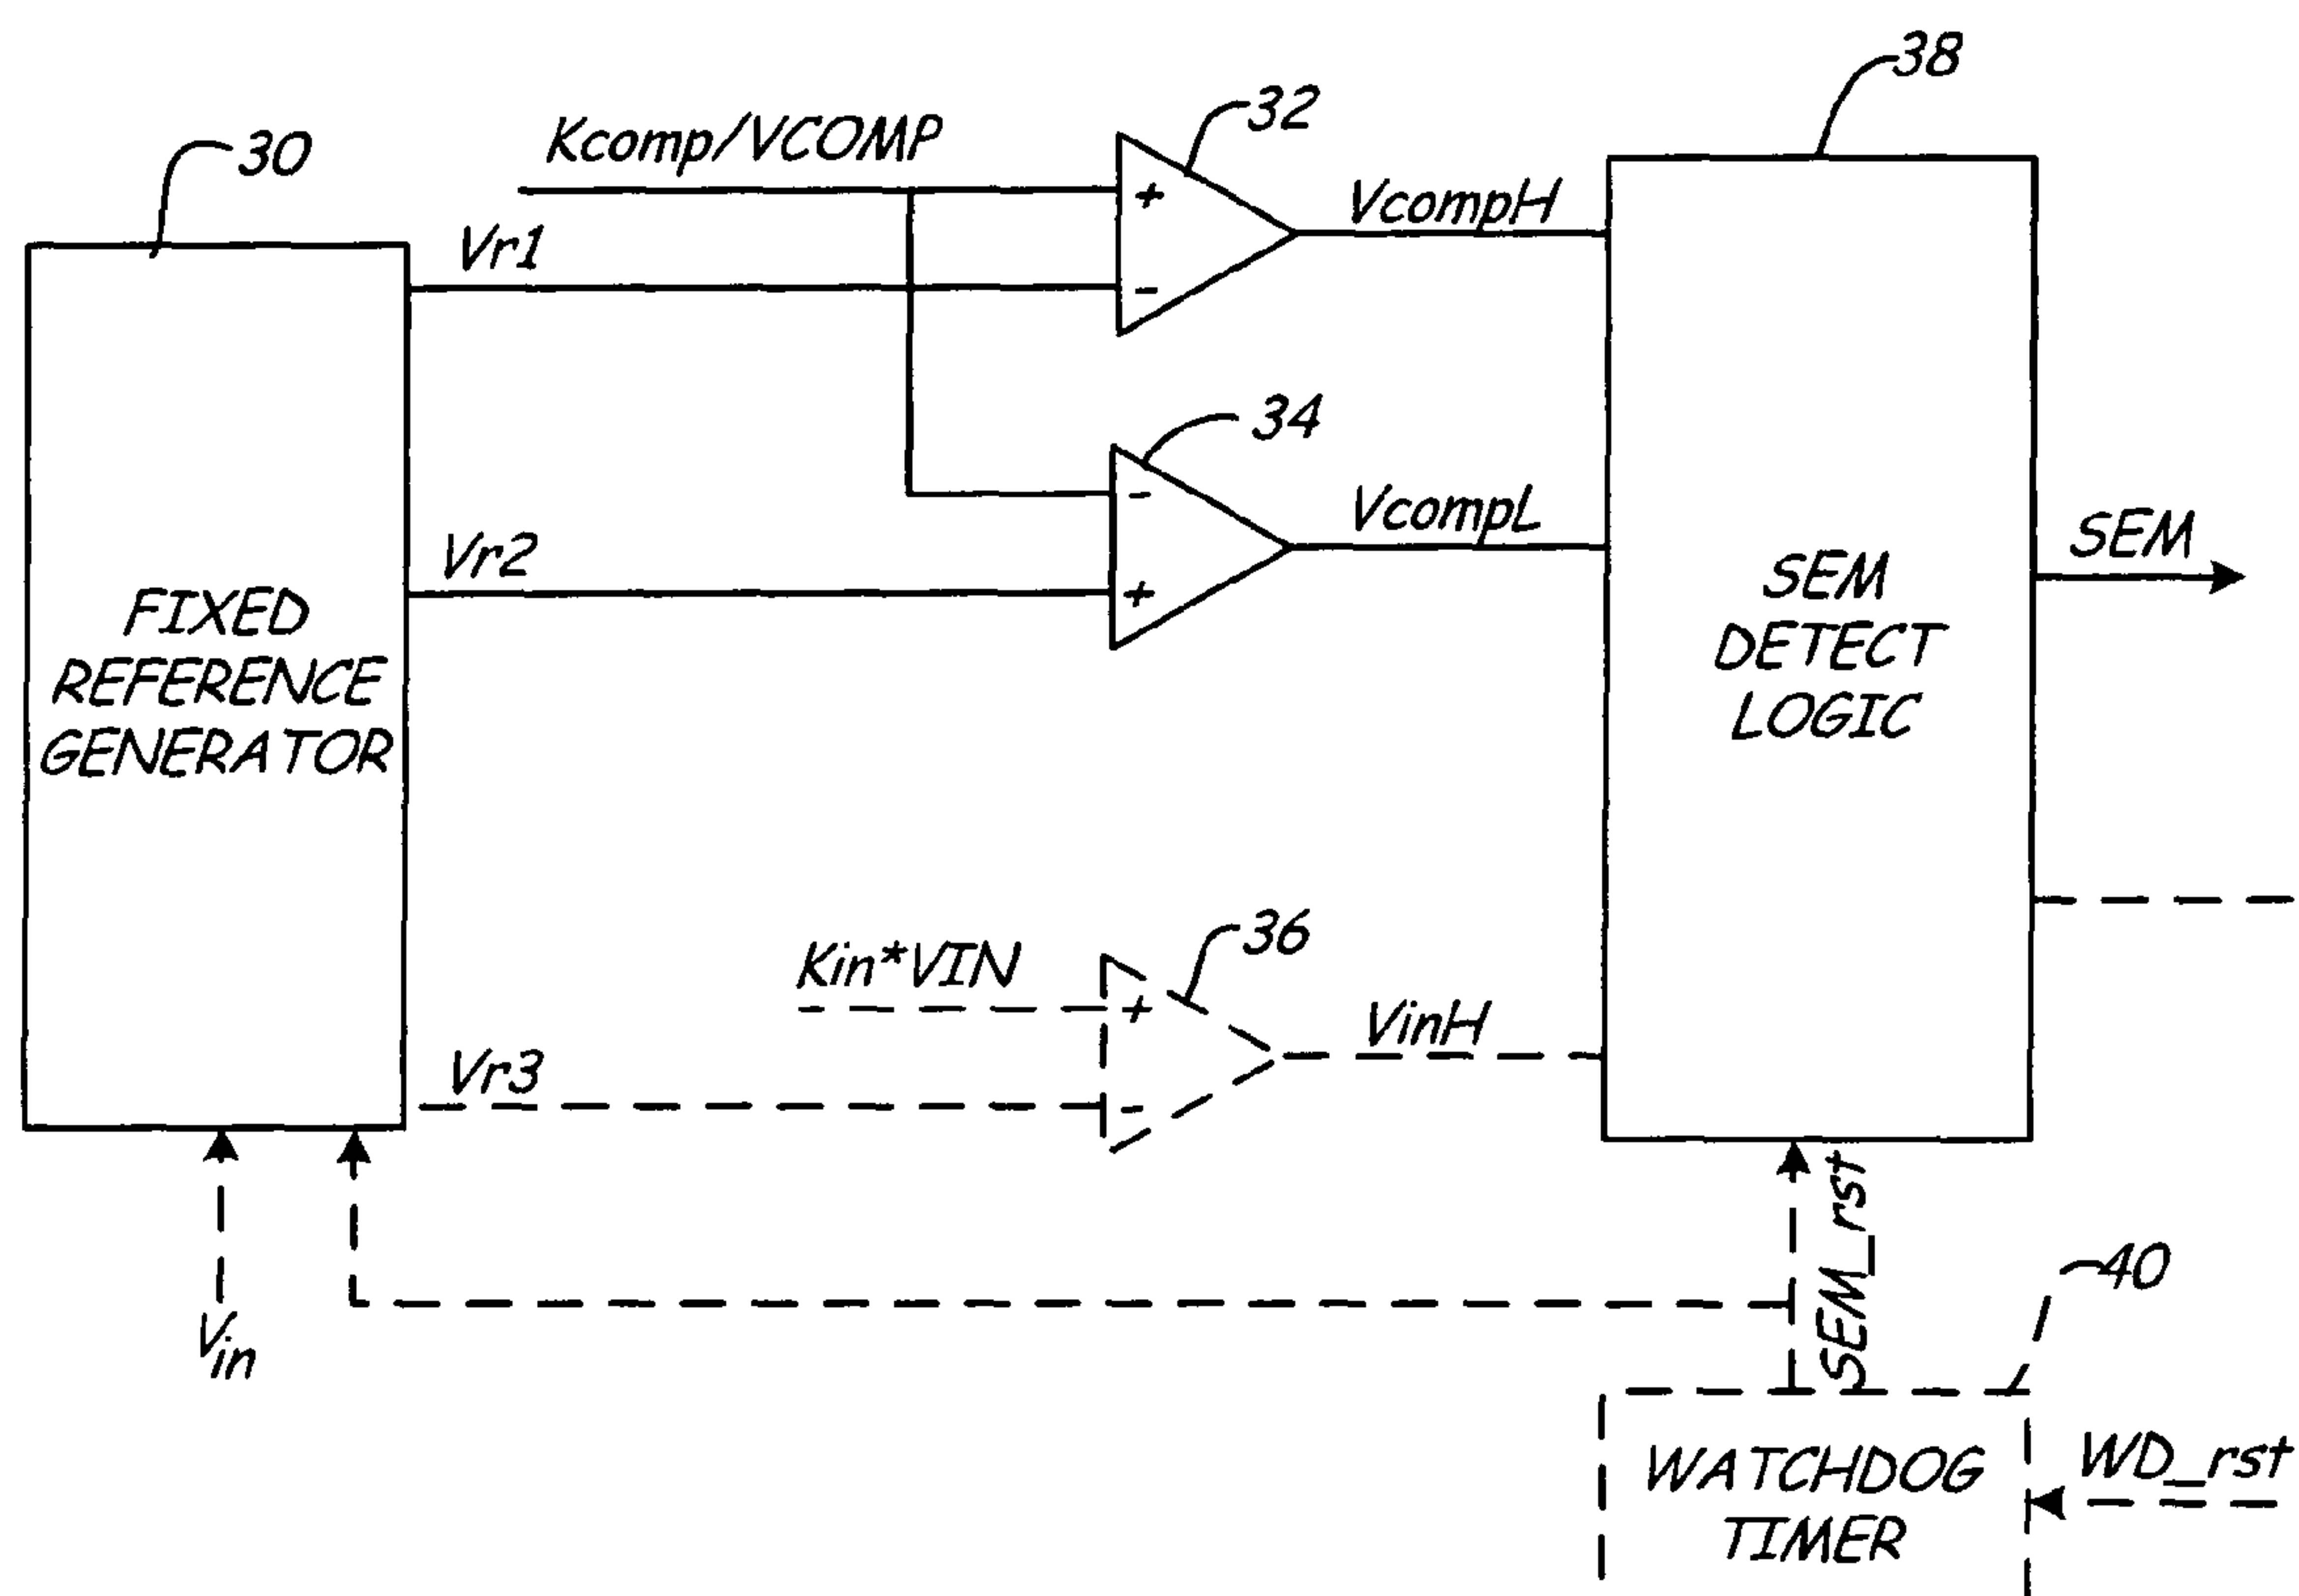 38
32
30
Kcomp/VCOMP
+
-
Vr1
VcompH
34
-
+
Vr2
VcompL
SEM
FIXED
REFERENCE
GENERATOR
SEM
DETECT
LOGIC
36
Kin*VIN
+
-
Vr3
VinH
Vin
SEM_rst
40
WATCHDOG
TIMER
WD_rst